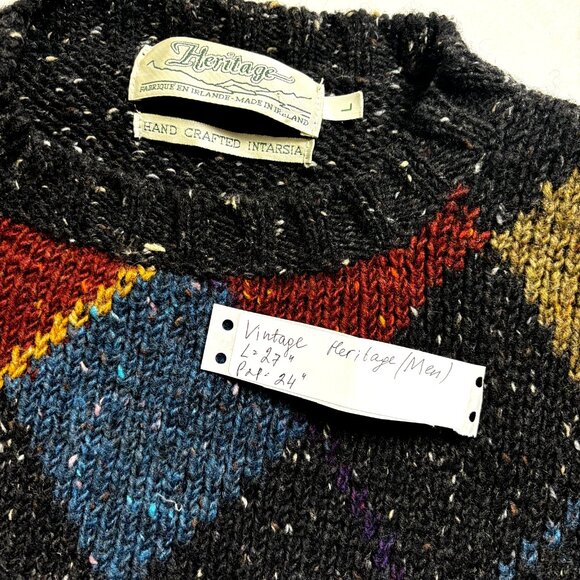 Heritage
FABRIQUE EN IRLANDE - MADE IN IRELAND
L
HAND CRAFTED INTARSIA
Vintage Heritage (Men)
L = 27"
P2P = 24"